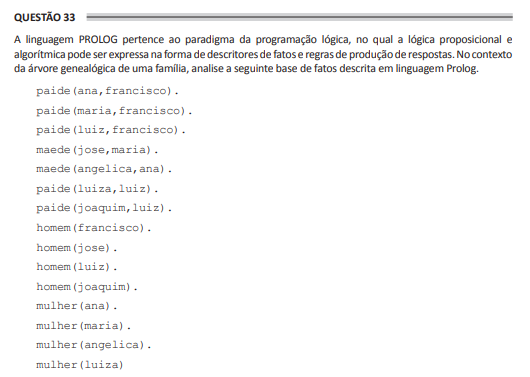 QUESTÃO 33
A linguagem PROLOG pertence ao paradigma da programação lógica, no qual a lógica proposicional e
algorítmica pode ser expressa na forma de descritores de fatos e regras de produção de respostas. No contexto
da árvore genealógica de uma família, analise a seguinte base de fatos descrita em linguagem Prolog.
paide(ana,francisco).
paide(maria,francisco).
paide(luiz,francisco).
maede(jose,maria).
maede(angelica,ana).
paide(luiza,luiz).
paide(joaquim,luiz).
homem(francisco).
homem(jose).
homem(luiz).
homem(joaquim).
mulher(ana).
mulher(maria).
mulher(angelica).
mulher(luiza)